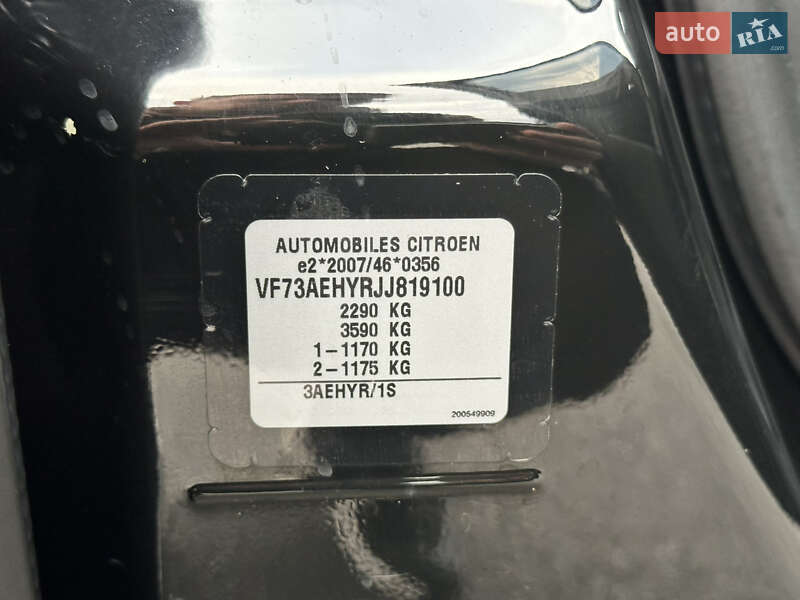 auto RIA .com
AUTOMOBILES CITROEN
e2*2007/46*0356
VF73AEHYRJJ819100
2290 KG
3590 KG
1-1170 KG
2-1175 KG
3AEHYR/1S
200549909